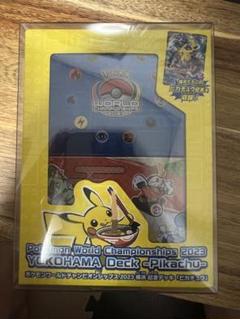 Pokémon
WORLD
CHAMPIONSHIPS
Pokémon World Championships 2023
YOKOHAMA Deck -Pikachu-
ポケモンワールドチャンピオンシップス2023 横浜 記念デッキ「ピカチュウ」